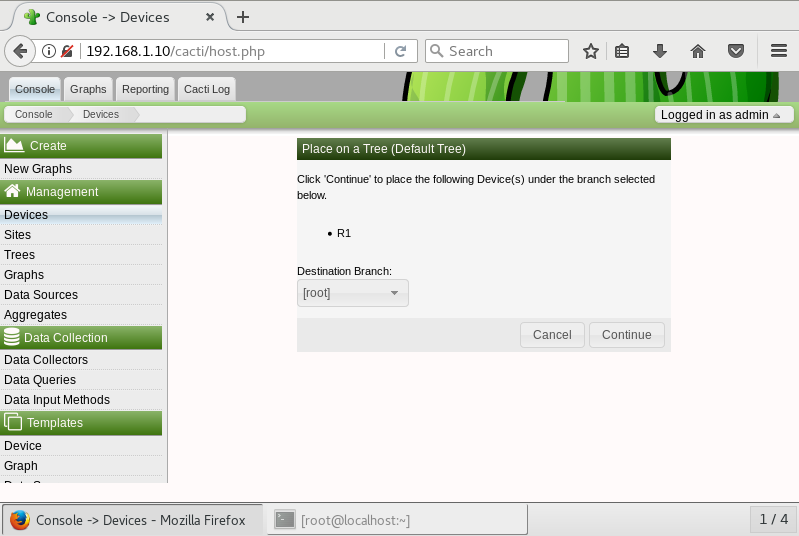 Console -> Devices
192.168.1.10/cacti/host.php
Search
Console
Graphs
Reporting
Cacti Log
Console
Devices
Logged in as admin
Create
New Graphs
Management
Devices
Sites
Trees
Graphs
Data Sources
Aggregates
Data Collection
Data Collectors
Data Queries
Data Input Methods
Templates
Device
Graph
Place on a Tree (Default Tree)
Click 'Continue' to place the following Device(s) under the branch selected
below.
R1
Destination Branch:
[root]
Cancel
Continue
Console -> Devices - Mozilla Firefox
[root@localhost:~]
1 / 4